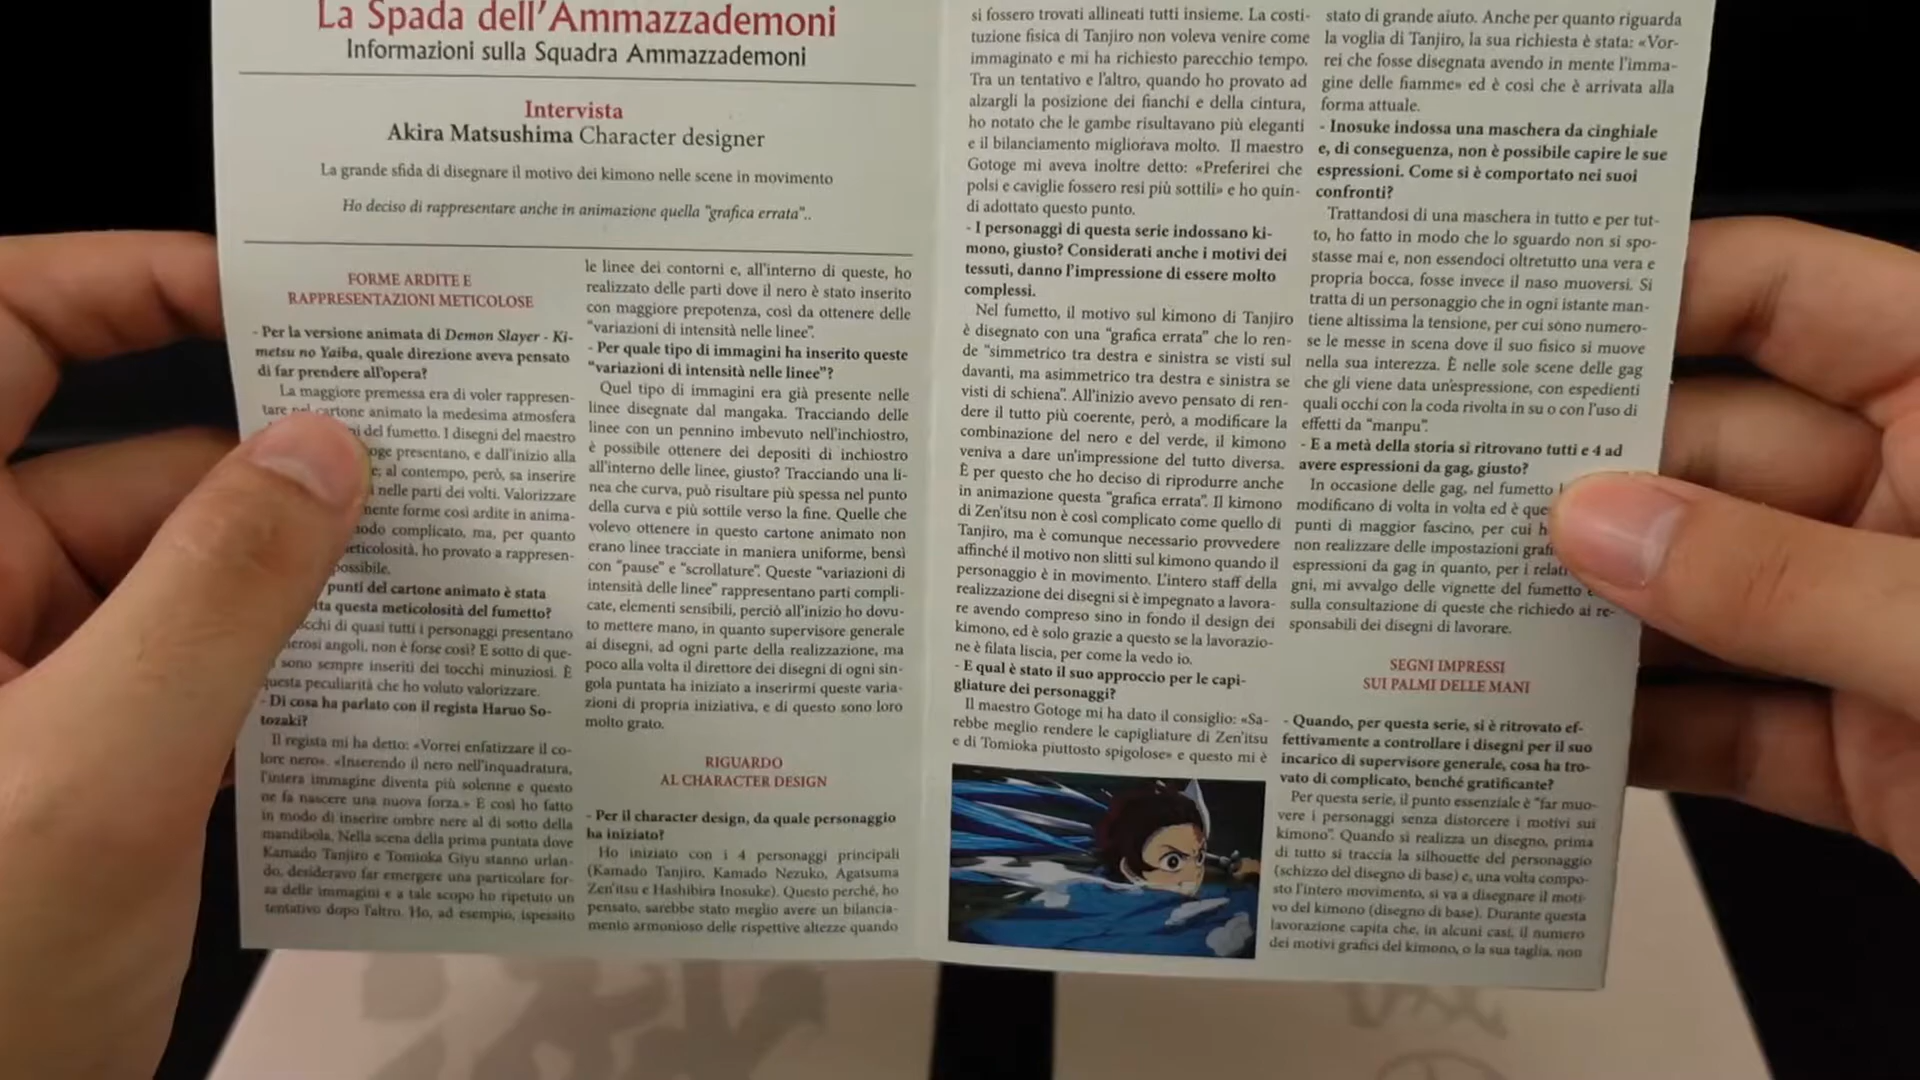 La Spada dell'Ammazzademoni
Informazioni sulla Squadra Ammazzademoni
Intervista
Akira Matsushima Character designer
La grande sfida di disegnare il motivo dei kimono nelle scene in movimento
Ho deciso di rappresentare anche in animazione quella "grafica errata"..
FORME ARDITE E
RAPPRESENTAZIONI METICOLOSE
- Per la versione animata di Demon Slayer - Ki-
metsu no Yaiba, quale direzione aveva pensato
di far prendere all'opera?
La maggiore premessa era di voler rappresen-
tare nel cartone animato la medesima atmosfera
del fumetto. I disegni del maestro
presentano, e dall'inizio alla
al contempo, però, sa inserire
nelle parti dei volti. Valorizzare
forme così ardite in anima-
complicato, ma, per quanto
ho provato a rappresen-
possibile.
punti del cartone animato è stata
questa meticolosità del fumetto?
di quasi tutti i personaggi presentano
angoli, non è forse così? E sotto di que-
sono sempre inseriti dei tocchi minuziosi. È
questa peculiarità che ho voluto valorizzare.
- Di cosa ha parlato con il regista Haruo So-
tozaki?
Il regista mi ha detto: «Vorrei enfatizzare il co-
lore nero». «Inserendo il nero nell'inquadratura,
l'intera immagine diventa più solenne e questo
ne fa nascere una nuova forza.» E così ho fatto
in modo di inserire ombre nere al di sotto della
mandibola. Nella scena della prima puntata dove
Kamado Tanjiro e Tomioka Giyu stanno urlan-
do, desideravo far emergere una particolare for-
za delle immagini e a tale scopo ho ripetuto un
tentativo dopo l'altro. Ho, ad esempio, ispessito
le linee dei contorni e, all'interno di queste, ho
realizzato delle parti dove il nero è stato inserito
con maggiore prepotenza, così da ottenere delle
"variazioni di intensità nelle linee".
- Per quale tipo di immagini ha inserito queste
"variazioni di intensità nelle linee"?
Quel tipo di immagini era già presente nelle
linee disegnate dal mangaka. Tracciando delle
linee con un pennino imbevuto nell'inchiostro,
è possibile ottenere dei depositi di inchiostro
all'interno delle linee, giusto? Tracciando una li-
nea che curva, può risultare più spessa nel punto
della curva e più sottile verso la fine. Quelle che
volevo ottenere in questo cartone animato non
erano linee tracciate in maniera uniforme, bensì
con "pause" e "scrollature". Queste "variazioni di
intensità delle linee" rappresentano parti compli-
cate, elementi sensibili, perciò all'inizio ho dovu-
to mettere mano, in quanto supervisore generale
ai disegni, ad ogni parte della realizzazione, ma
poco alla volta il direttore dei disegni di ogni sin-
gola puntata ha iniziato a inserirmi queste varia-
zioni di propria iniziativa, e di questo sono loro
molto grato.
RIGUARDO
AL CHARACTER DESIGN
- Per il character design, da quale personaggio
ha iniziato?
Ho iniziato con i 4 personaggi principali
(Kamado Tanjiro, Kamado Nezuko, Agatsuma
Zen'itsu e Hashibira Inosuke). Questo perché, ho
pensato, sarebbe stato meglio avere un bilancia-
mento armonioso delle rispettive altezze quando
si fossero trovati allineati tutti insieme. La costi-
tuzione fisica di Tanjiro non voleva venire come
immaginato e mi ha richiesto parecchio tempo.
Tra un tentativo e l'altro, quando ho provato ad
alzargli la posizione dei fianchi e della cintura,
ho notato che le gambe risultavano più eleganti
e il bilanciamento migliorava molto. Il maestro
Gotoge mi aveva inoltre detto: «Preferirei che
polsi e caviglie fossero resi più sottili» e ho quin-
di adottato questo punto.
- I personaggi di questa serie indossano ki-
mono, giusto? Considerati anche i motivi dei
tessuti, danno l'impressione di essere molto
complessi.
Nel fumetto, il motivo sul kimono di Tanjiro
è disegnato con una "grafica errata" che lo ren-
de "simmetrico tra destra e sinistra se visti sul
davanti, ma asimmetrico tra destra e sinistra se
visti di schiena". All'inizio avevo pensato di ren-
dere il tutto più coerente, però, a modificare la
combinazione del nero e del verde, il kimono
veniva a dare un'impressione del tutto diversa.
È per questo che ho deciso di riprodurre anche
in animazione questa "grafica errata". Il kimono
di Zen'itsu non è così complicato come quello di
Tanjiro, ma è comunque necessario provvedere
affinché il motivo non slitti sul kimono quando il
personaggio è in movimento. L'intero staff della
realizzazione dei disegni si è impegnato a lavora-
re avendo compreso sino in fondo il design dei
kimono, ed è solo grazie a questo se la lavorazio-
ne è filata liscia, per come la vedo io.
- E qual è stato il suo approccio per le capi-
gliature dei personaggi?
Il maestro Gotoge mi ha dato il consiglio: «Sa-
rebbe meglio rendere le capigliature di Zen'itsu
e di Tomioka piuttosto spigolose» e questo mi è
stato di grande aiuto. Anche per quanto riguarda
la voglia di Tanjiro, la sua richiesta è stata: «Vor-
rei che fosse disegnata avendo in mente l'imma-
gine delle fiamme» ed è così che è arrivata alla
forma attuale.
- Inosuke indossa una maschera da cinghiale
e, di conseguenza, non è possibile capire le sue
espressioni. Come si è comportato nei suoi
confronti?
Trattandosi di una maschera in tutto e per tut-
to, ho fatto in modo che lo sguardo non si spo-
stasse mai e, non essendoci oltretutto una vera e
propria bocca, fosse invece il naso muoversi. Si
tratta di un personaggio che in ogni istante man-
tiene altissima la tensione, per cui sono numero-
se le messe in scena dove il suo fisico si muove
nella sua interezza. È nelle sole scene delle gag
che gli viene data un'espressione, con espedienti
quali occhi con la coda rivolta in su o con l'uso di
effetti da "manpu".
- E a metà della storia si ritrovano tutti e 4 ad
avere espressioni da gag, giusto?
In occasione delle gag, nel fumetto
modificano di volta in volta ed è
punti di maggior fascino, per cui
non realizzare delle impostazioni
espressioni da gag in quanto, per i
gni, mi avvalgo delle vignette del fumetto
sulla consultazione di queste che richiedo ai re-
sponsabili dei disegni di lavorare.
SEGNI IMPRESSI
SUI PALMI DELLE MANI
- Quando, per questa serie, si è ritrovato ef-
fettivamente a controllare i disegni per il suo
incarico di supervisore generale, cosa ha tro-
vato di complicato, benché gratificante?
Per questa serie, il punto essenziale è "far muo-
vere i personaggi senza distorcere i motivi sui
kimono". Quando si realizza un disegno, prima
di tutto si traccia la silhouette del personaggio
(schizzo del disegno di base) e, una volta compo-
sto l'intero movimento, si va a disegnare il moti-
vo del kimono (disegno di base). Durante questa
lavorazione capita che, in alcuni casi, il numero
dei motivi grafici del kimono, o la sua taglia, non